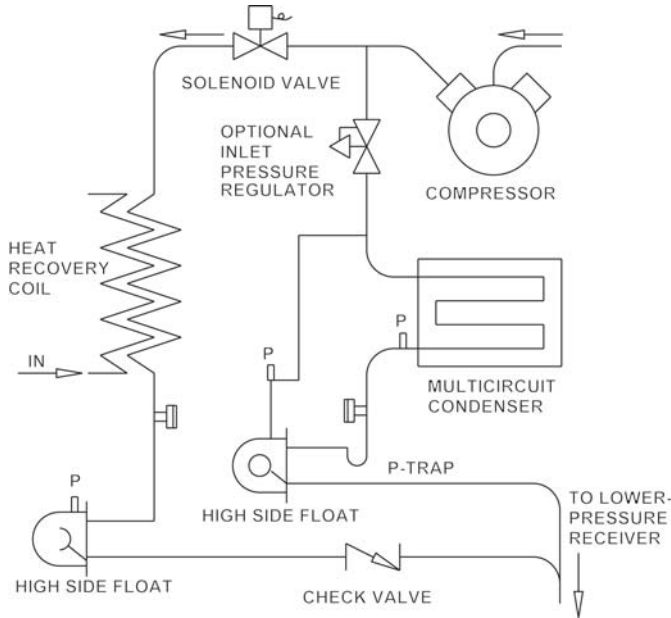 SOLENOID VALVE
OPTIONAL
INLET
PRESSURE
REGULATOR
COMPRESSOR
HEAT
RECOVERY
COIL
P
P
IN
MULTICIRCUIT
CONDENSER
P-TRAP
P
HIGH SIDE FLOAT
TO LOWER-
PRESSURE
RECEIVER
HIGH SIDE FLOAT
CHECK VALVE